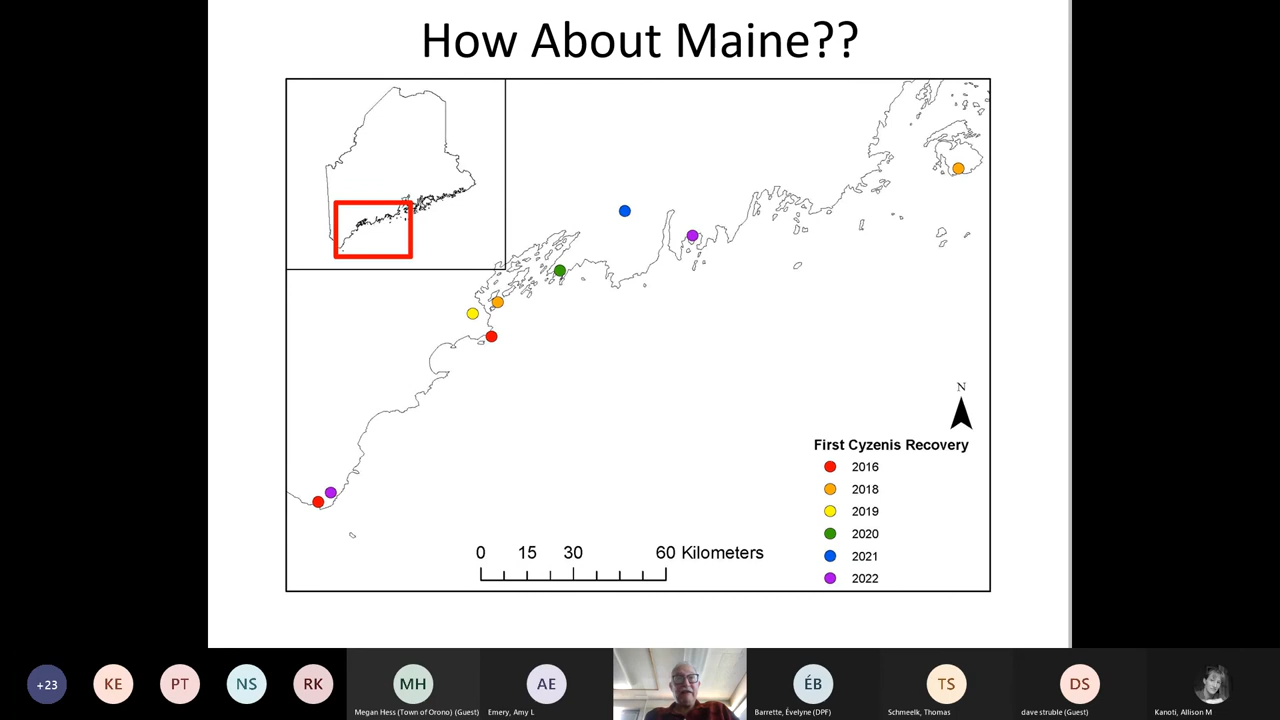 How About Maine??
N
First Cyzenis Recovery
2016
2018
2019
2020
2021
2022
0 15 30 60 Kilometers
+23
KE
PT
NS
RK
MH
Megan Hess (Town of Orono) (Guest)
AE
Emery, Amy L
ÉB
Barrette, Évelyne (DPF)
TS
Schmeelk, Thomas
DS
dave struble (Guest)
Kanoti, Allison M